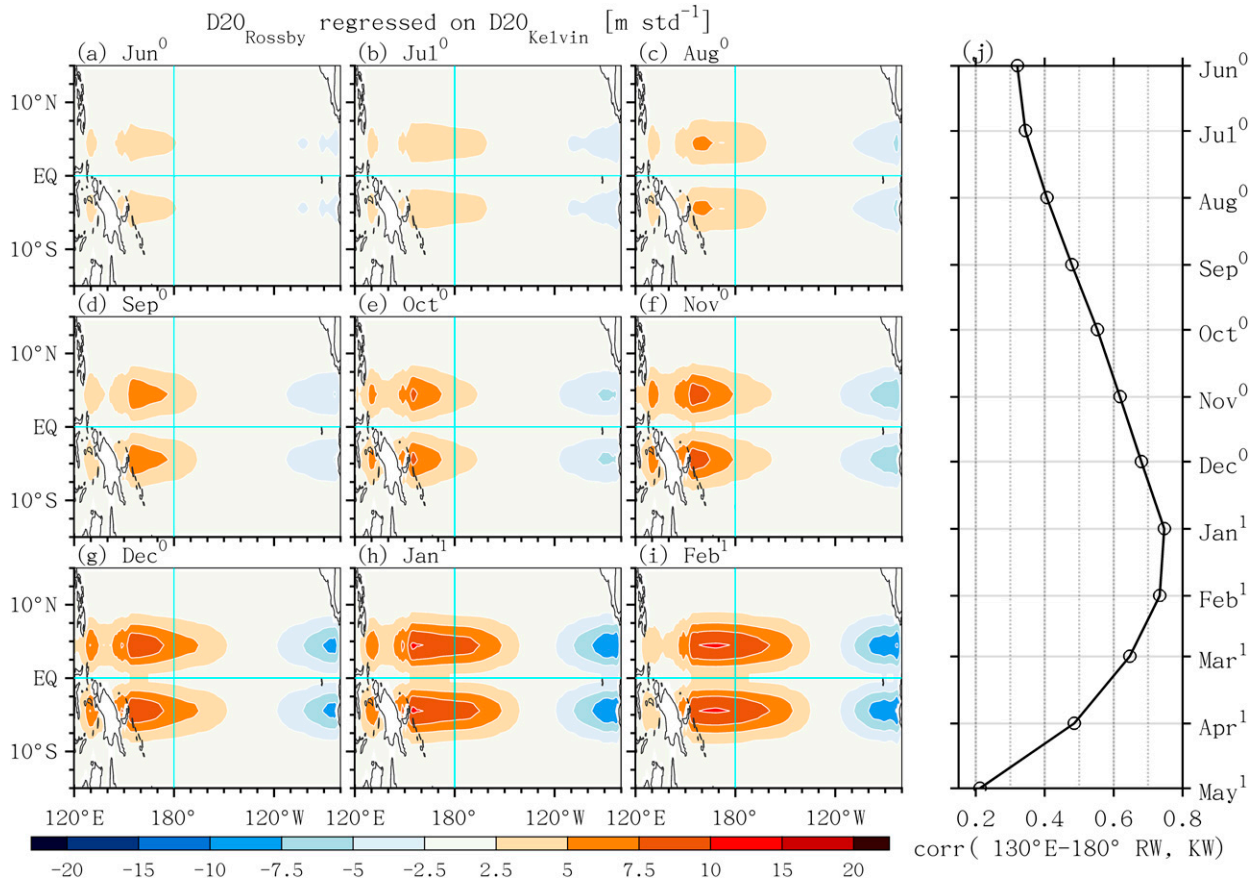 D20Rossby regressed on D20Kelvin [m std-1]
(a) Jun0
(b) Jul0
(c) Aug0
(j)
10°N
EQ
10°S
(d) Sep0
(e) Oct0
(f) Nov0
10°N
EQ
10°S
(g) Dec0
(h) Jan1
(i) Feb1
10°N
EQ
10°S
120°E 180° 120°W
120°E 180° 120°W
120°E 180° 120°W
-20 -15 -10 -7.5 -5 -2.5 2.5 5 7.5 10 15 20
Jun0
Jul0
Aug0
Sep0
Oct0
Nov0
Dec0
Jan1
Feb1
Mar1
Apr1
May1
0.2 0.4 0.6 0.8
corr( 130°E-180° RW, KW)